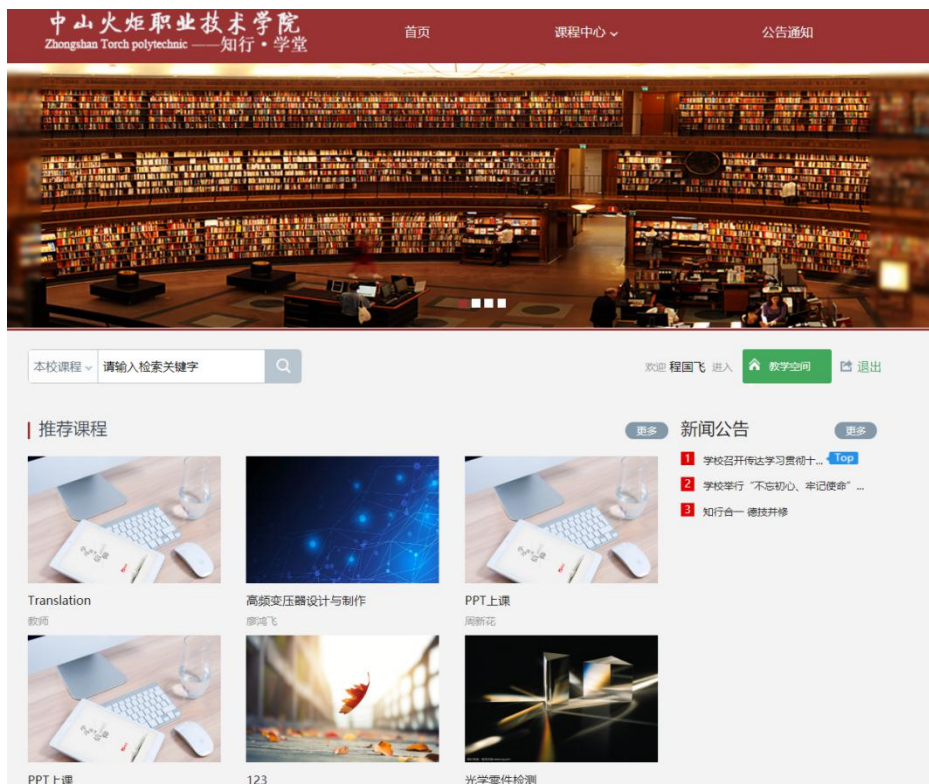 中山火炬职业技术学院
Zhongshan Torch polytechnic ——知行·学堂
首页
课程中心
公告通知
本校课程
请输入检索关键字
欢迎 程国飞 进入
教学空间
退出
推荐课程
更多
Translation
教师
高频变压器设计与制作
廖鸿飞
PPT上课
周新花
PPT上课
123
光学零件检测
新闻公告
更多
1 学校召开传达学习贯彻十... Top
2 学校举行“不忘初心、牢记使命” ...
3 知行合一 德技并修